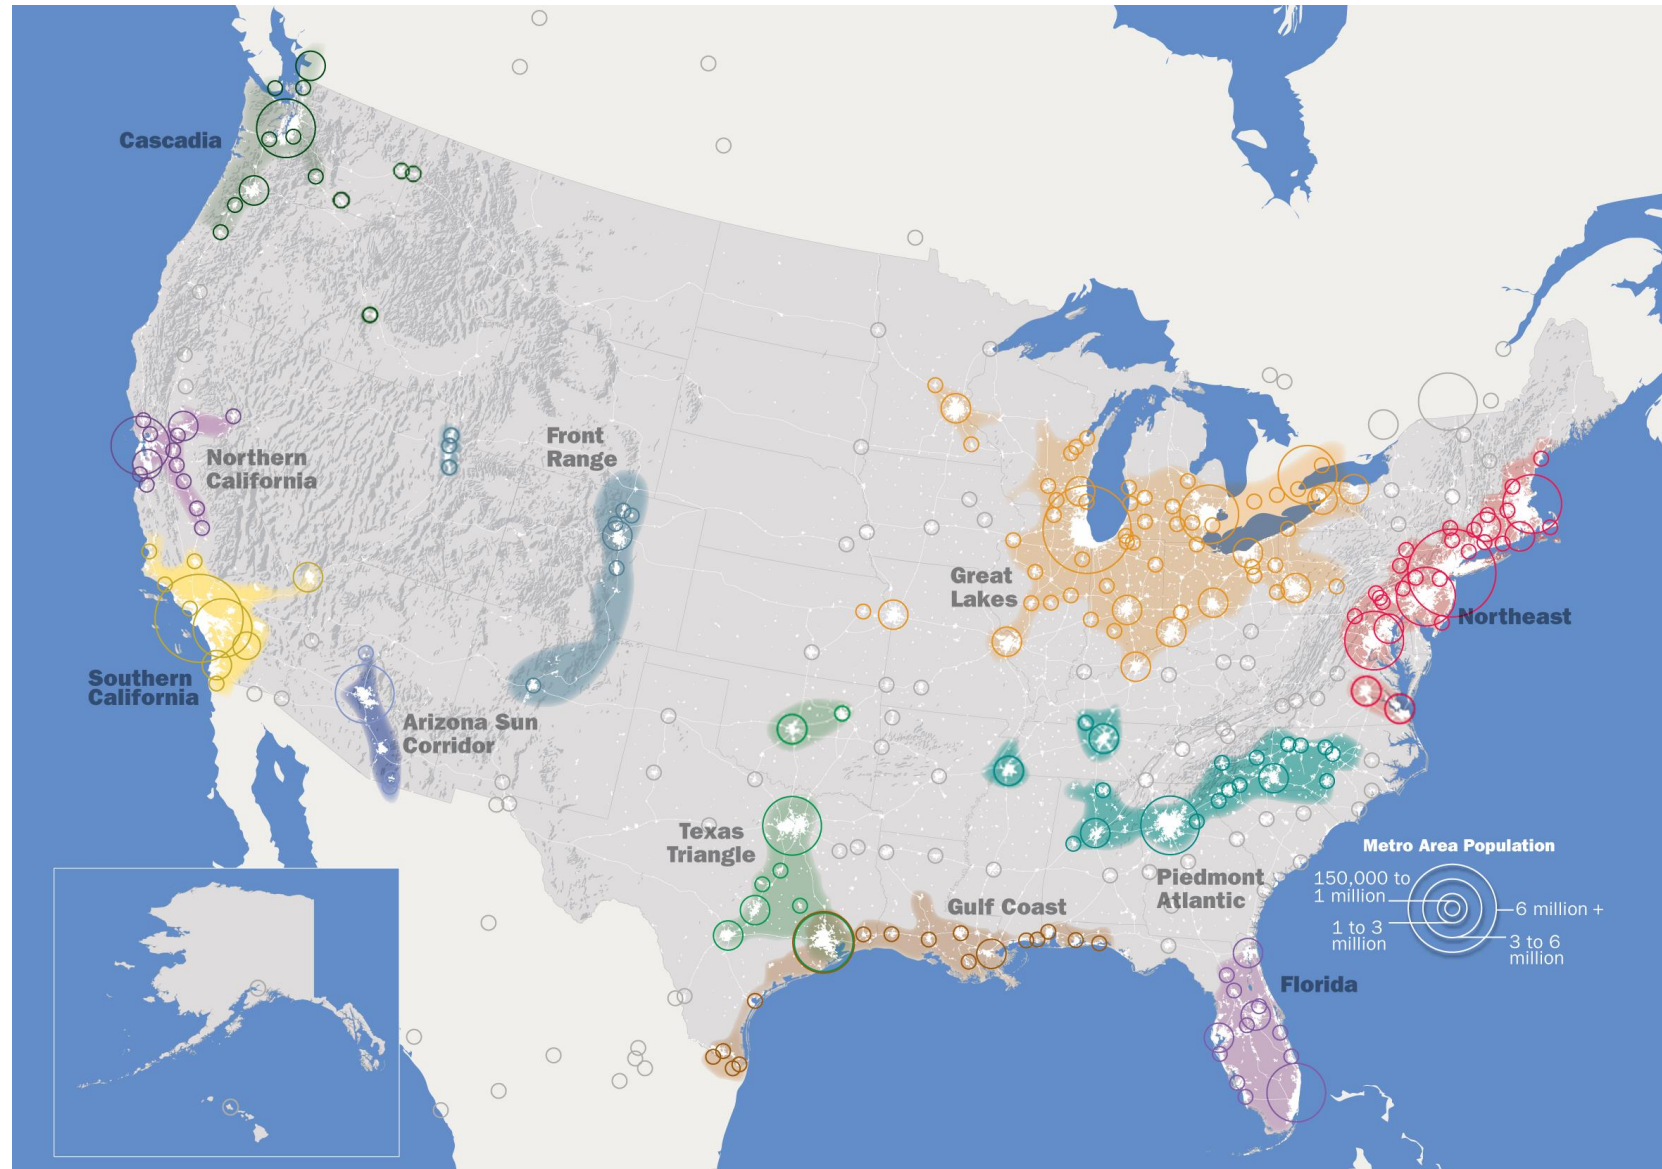 Cascadia
Front
Range
Northern
California
Great
Lakes
Northeast
Southern
California
Arizona Sun
Corridor
Texas
Triangle
Gulf Coast
Piedmont
Atlantic
Florida
Metro Area Population
150,000 to
1 million
6 million +
1 to 3
million
3 to 6
million